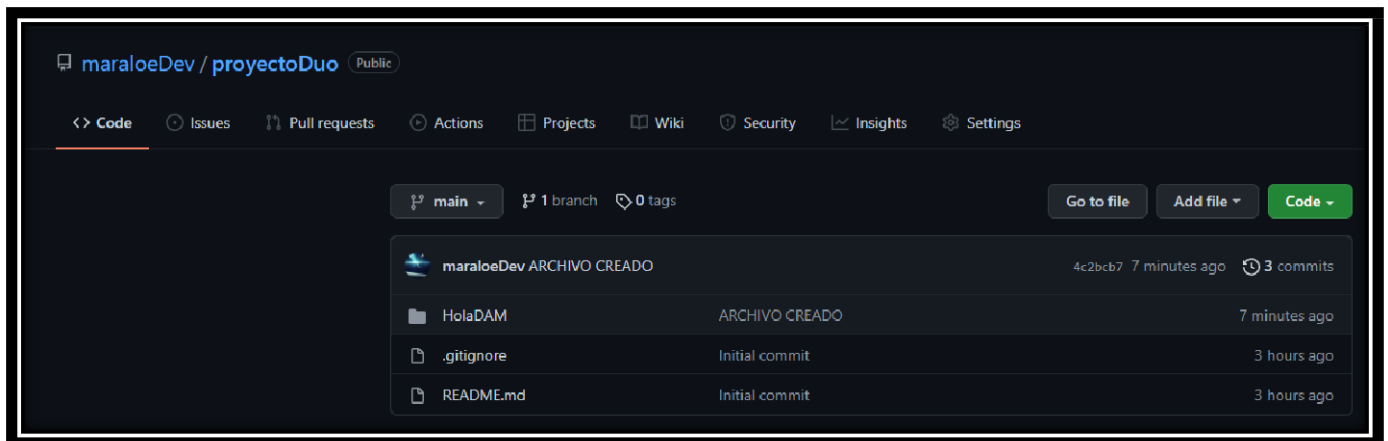 maraloeDev / proyectoDuo Public
<> Code Issues Pull requests Actions Projects Wiki Security Insights Settings
main 1 branch 0 tags Go to file Add file Code
maraloeDev ARCHIVO CREADO 4c2bcb7 7 minutes ago 3 commits
HolaDAM ARCHIVO CREADO 7 minutes ago
.gitignore Initial commit 3 hours ago
README.md Initial commit 3 hours ago